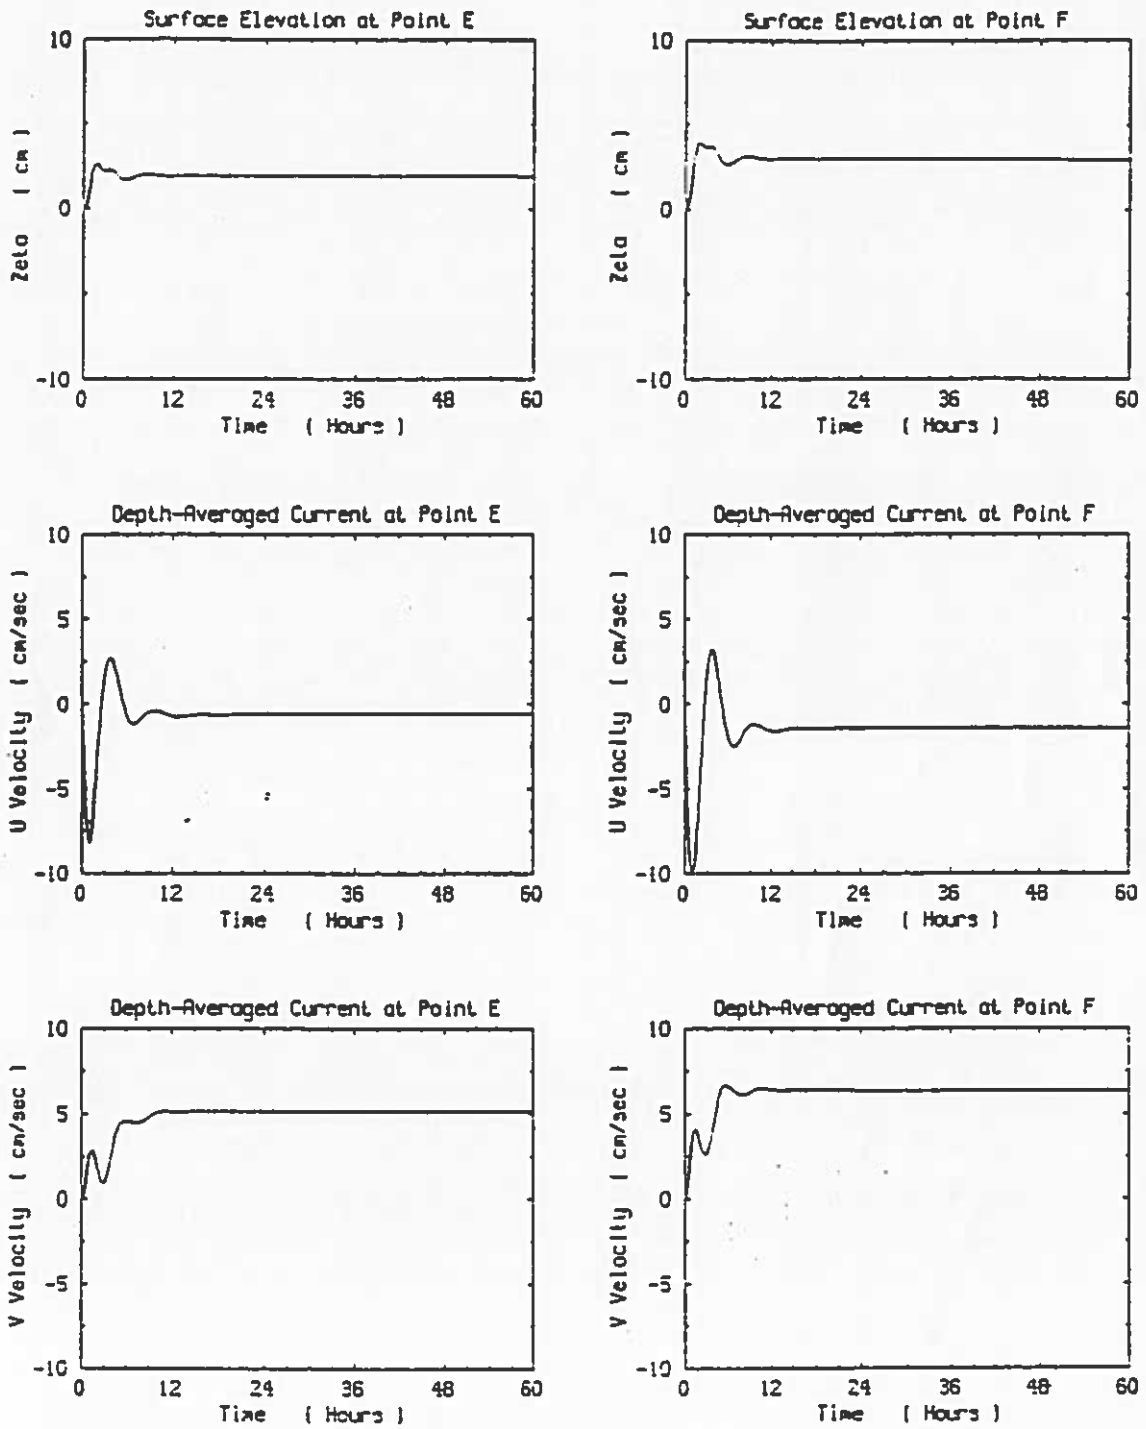 Surface Elevation at Point E
10
0
-10
Zeta ( cm )
0 12 24 36 48 60
Time ( Hours )
Surface Elevation at Point F
10
0
-10
Zeta ( cm )
0 12 24 36 48 60
Time ( Hours )
Depth-Averaged Current at Point E
10
5
0
-5
-10
U Velocity ( cm/sec )
0 12 24 36 48 60
Time ( Hours )
Depth-Averaged Current at Point F
10
5
0
-5
-10
U Velocity ( cm/sec )
0 12 24 36 48 60
Time ( Hours )
Depth-Averaged Current at Point E
10
5
0
-5
-10
V Velocity ( cm/sec )
0 12 24 36 48 60
Time ( Hours )
Depth-Averaged Current at Point F
10
5
0
-5
-10
V Velocity ( cm/sec )
0 12 24 36 48 60
Time ( Hours )